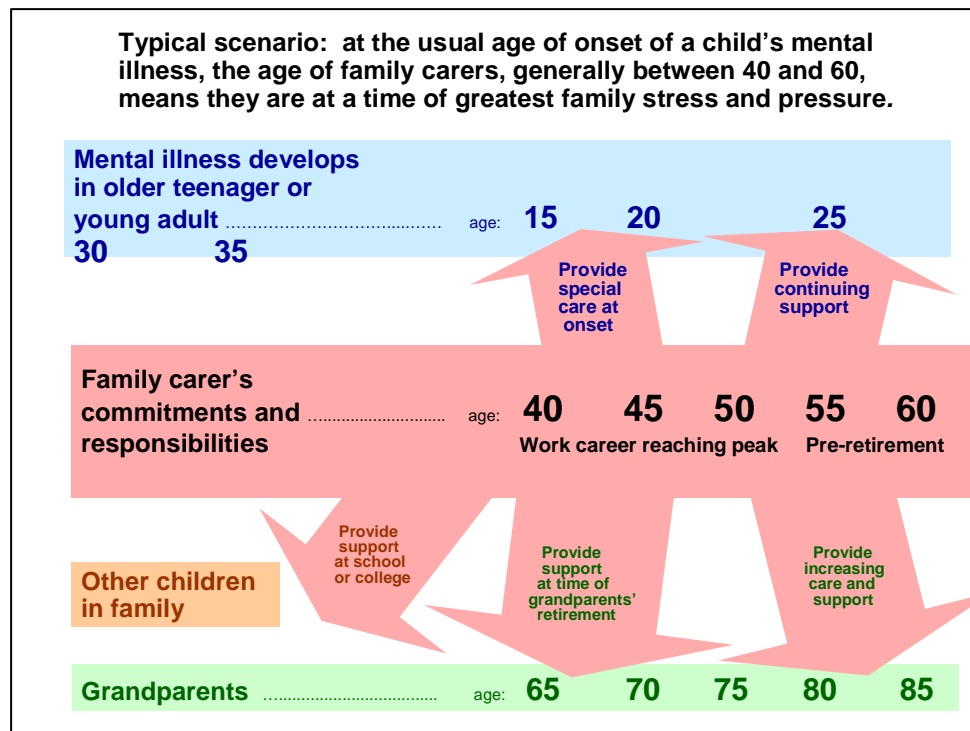 Typical scenario:  at the usual age of onset of a child's mental
illness, the age of family carers, generally between 40 and 60,
means they are at a time of greatest family stress and pressure.
Mental illness develops
in older teenager or
young adult ....................................... age: 15 20 25
30 35
Provide
special
care at
onset
Provide
continuing
support
Family carer's
commitments and ............................. age: 40 45 50 55 60
responsibilities Work career reaching peak Pre-retirement
Provide
support
at school
or college
Provide
support
at time of
grandparents'
retirement
Provide
increasing
care and
support
Other children
in family
Grandparents ..................................... age: 65 70 75 80 85